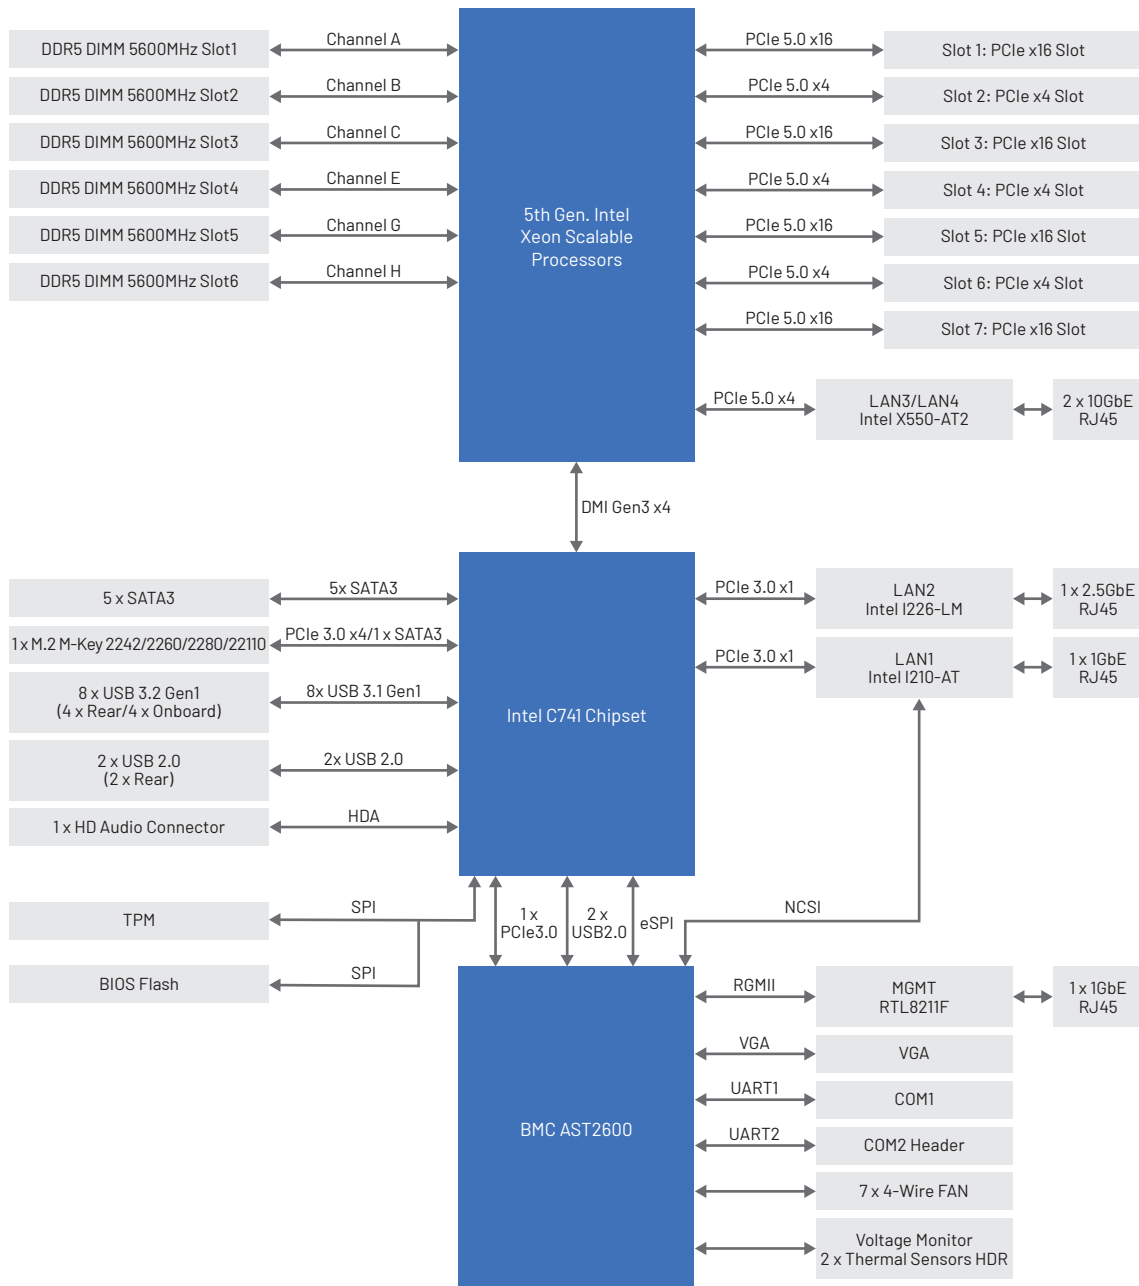 DDR5 DIMM 5600MHz Slot1
Channel A
DDR5 DIMM 5600MHz Slot2
Channel B
DDR5 DIMM 5600MHz Slot3
Channel C
DDR5 DIMM 5600MHz Slot4
Channel E
DDR5 DIMM 5600MHz Slot5
Channel G
DDR5 DIMM 5600MHz Slot6
Channel H
5th Gen. Intel
Xeon Scalable
Processors
PCIe 5.0 x16
Slot 1: PCIe x16 Slot
PCIe 5.0 x4
Slot 2: PCIe x4 Slot
PCIe 5.0 x16
Slot 3: PCIe x16 Slot
PCIe 5.0 x4
Slot 4: PCIe x4 Slot
PCIe 5.0 x16
Slot 5: PCIe x16 Slot
PCIe 5.0 x4
Slot 6: PCIe x4 Slot
PCIe 5.0 x16
Slot 7: PCIe x16 Slot
PCIe 5.0 x4
LAN3/LAN4
Intel X550-AT2
2 x 10GbE
RJ45
DMI Gen3 x4
5 x SATA3
5x SATA3
1 x M.2 M-Key 2242/2260/2280/22110
PCIe 3.0 x4/1 x SATA3
8 x USB 3.2 Gen1
(4 x Rear/4 x Onboard)
8x USB 3.1 Gen1
2 x USB 2.0
(2 x Rear)
2x USB 2.0
1 x HD Audio Connector
HDA
Intel C741 Chipset
PCIe 3.0 x1
LAN2
Intel I226-LM
1 x 2.5GbE
RJ45
PCIe 3.0 x1
LAN1
Intel I210-AT
1 x 1GbE
RJ45
TPM
SPI
BIOS Flash
SPI
1 x
PCIe3.0
2 x
USB2.0
eSPI
NCSI
BMC AST2600
RGMII
MGMT
RTL8211F
1 x 1GbE
RJ45
VGA
VGA
UART1
COM1
UART2
COM2 Header
7 x 4-Wire FAN
Voltage Monitor
2 x Thermal Sensors HDR